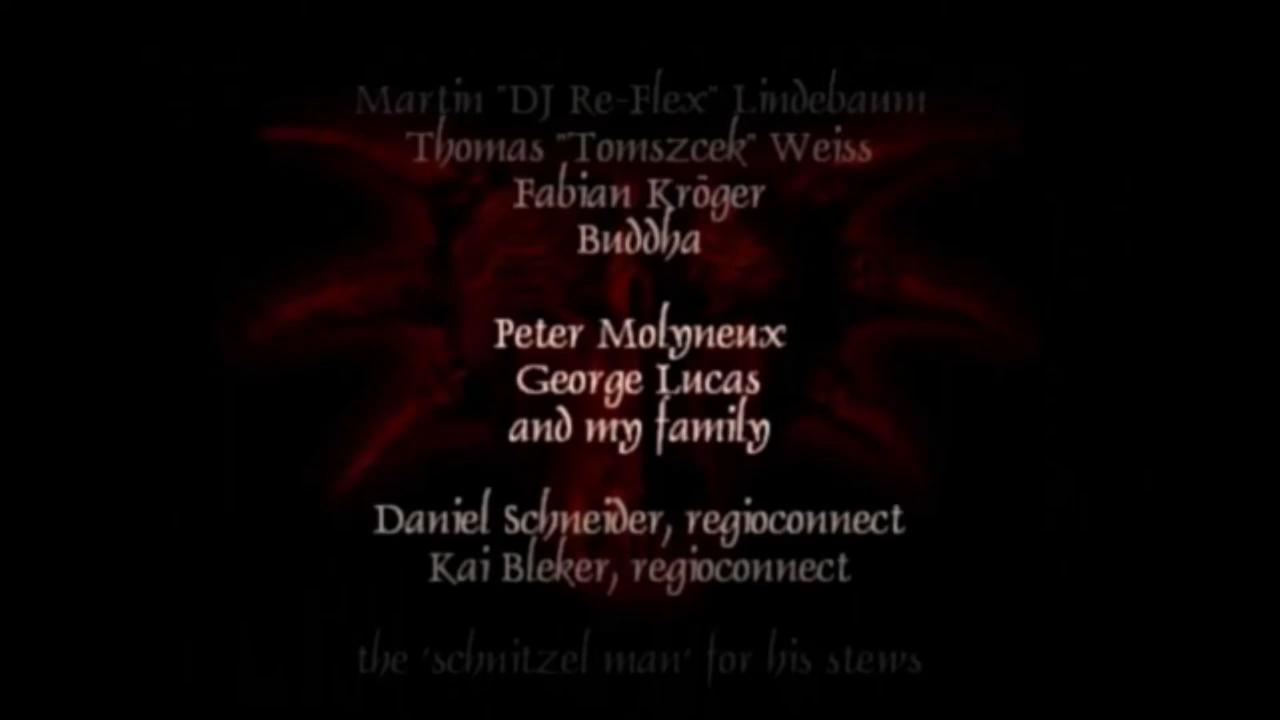 Martin "DJ Re-Flex" Lindebaum
Thomas "Tomszcek" Weiss
Fabian Kröger
Buddha
Peter Molyneux
George Lucas
and my family
Daniel Schneider, regioconnect
Kai Bleker, regioconnect
the 'schnitzel man' for his stews